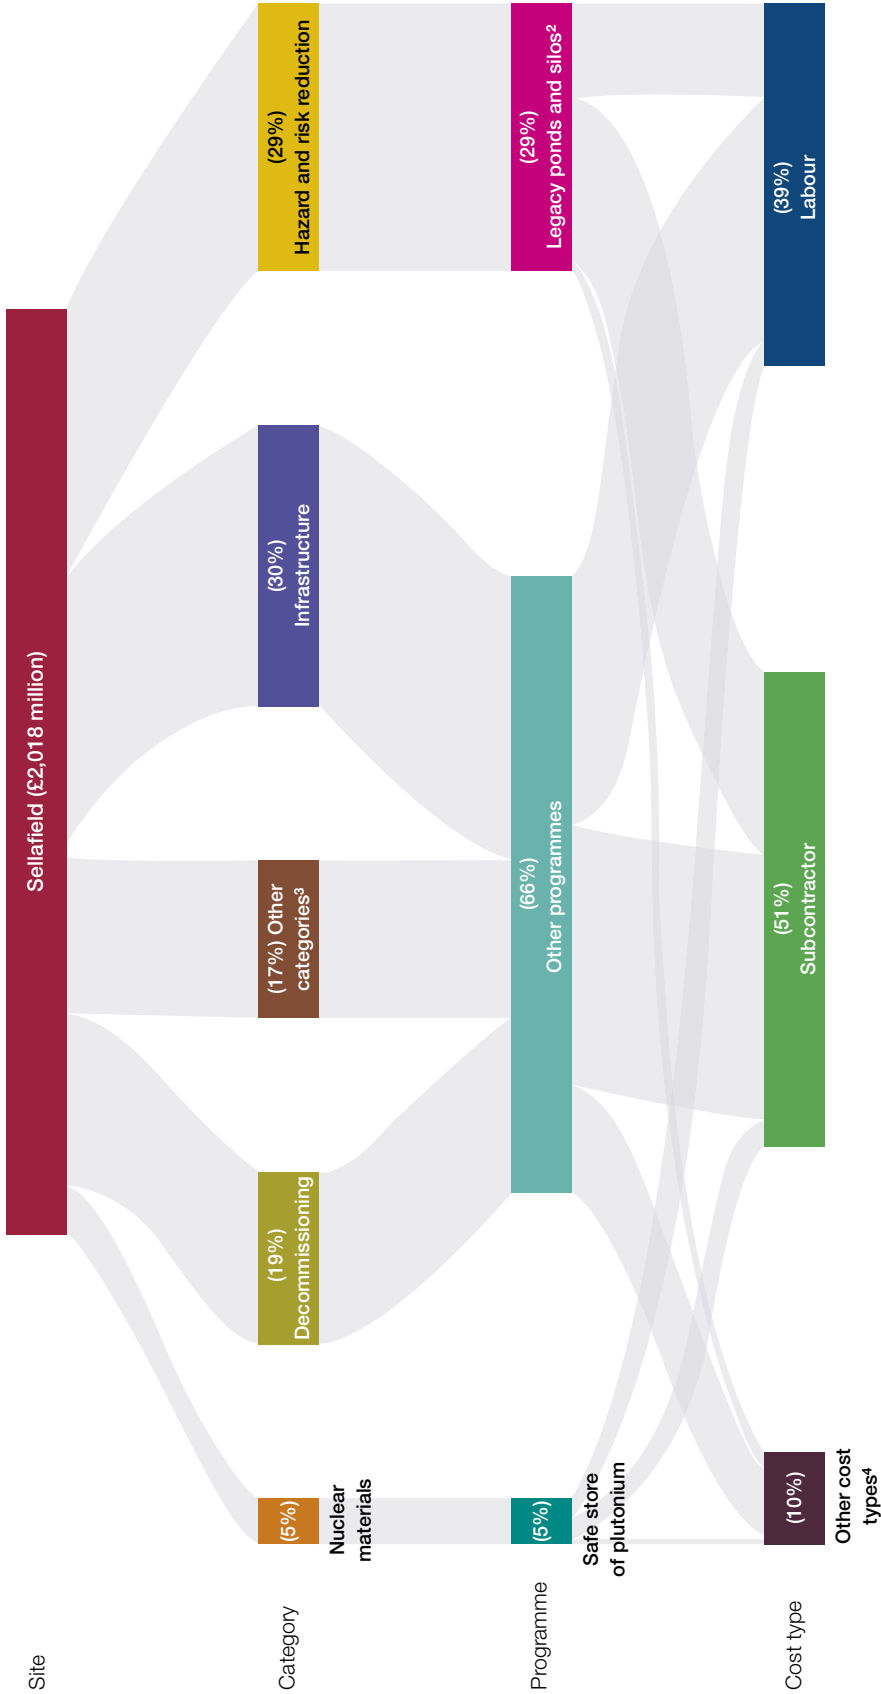 Site
Sellafield (£2,018 million)
Category
(5%)
Nuclear
materials
(19%)
Decommissioning
(17%) Other
categories³
(30%)
Infrastructure
(29%)
Hazard and risk reduction
Programme
(5%)
Safe store
of plutonium
(66%)
Other programmes
(29%)
Legacy ponds and silos²
Cost type
(10%)
Other cost
types⁴
(51%)
Subcontractor
(39%)
Labour